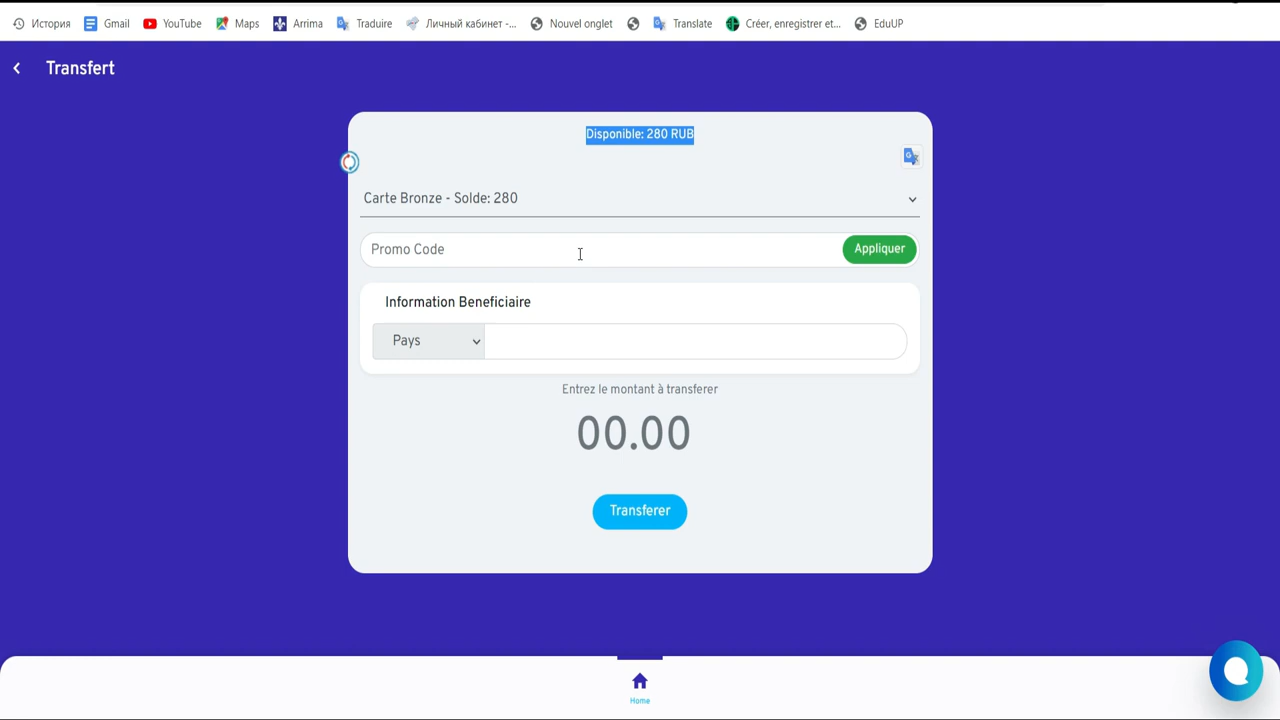 История Gmail YouTube Maps Arrima Traduire Личный кабинет -... Nouvel onglet Translate Créer, enregistrer et... EduUP
Transfert
Disponible: 280 RUB
Carte Bronze - Solde: 280
Promo Code Appliquer
Information Beneficiaire
Pays
Entrez le montant à transferer
00.00
Transferer
Home